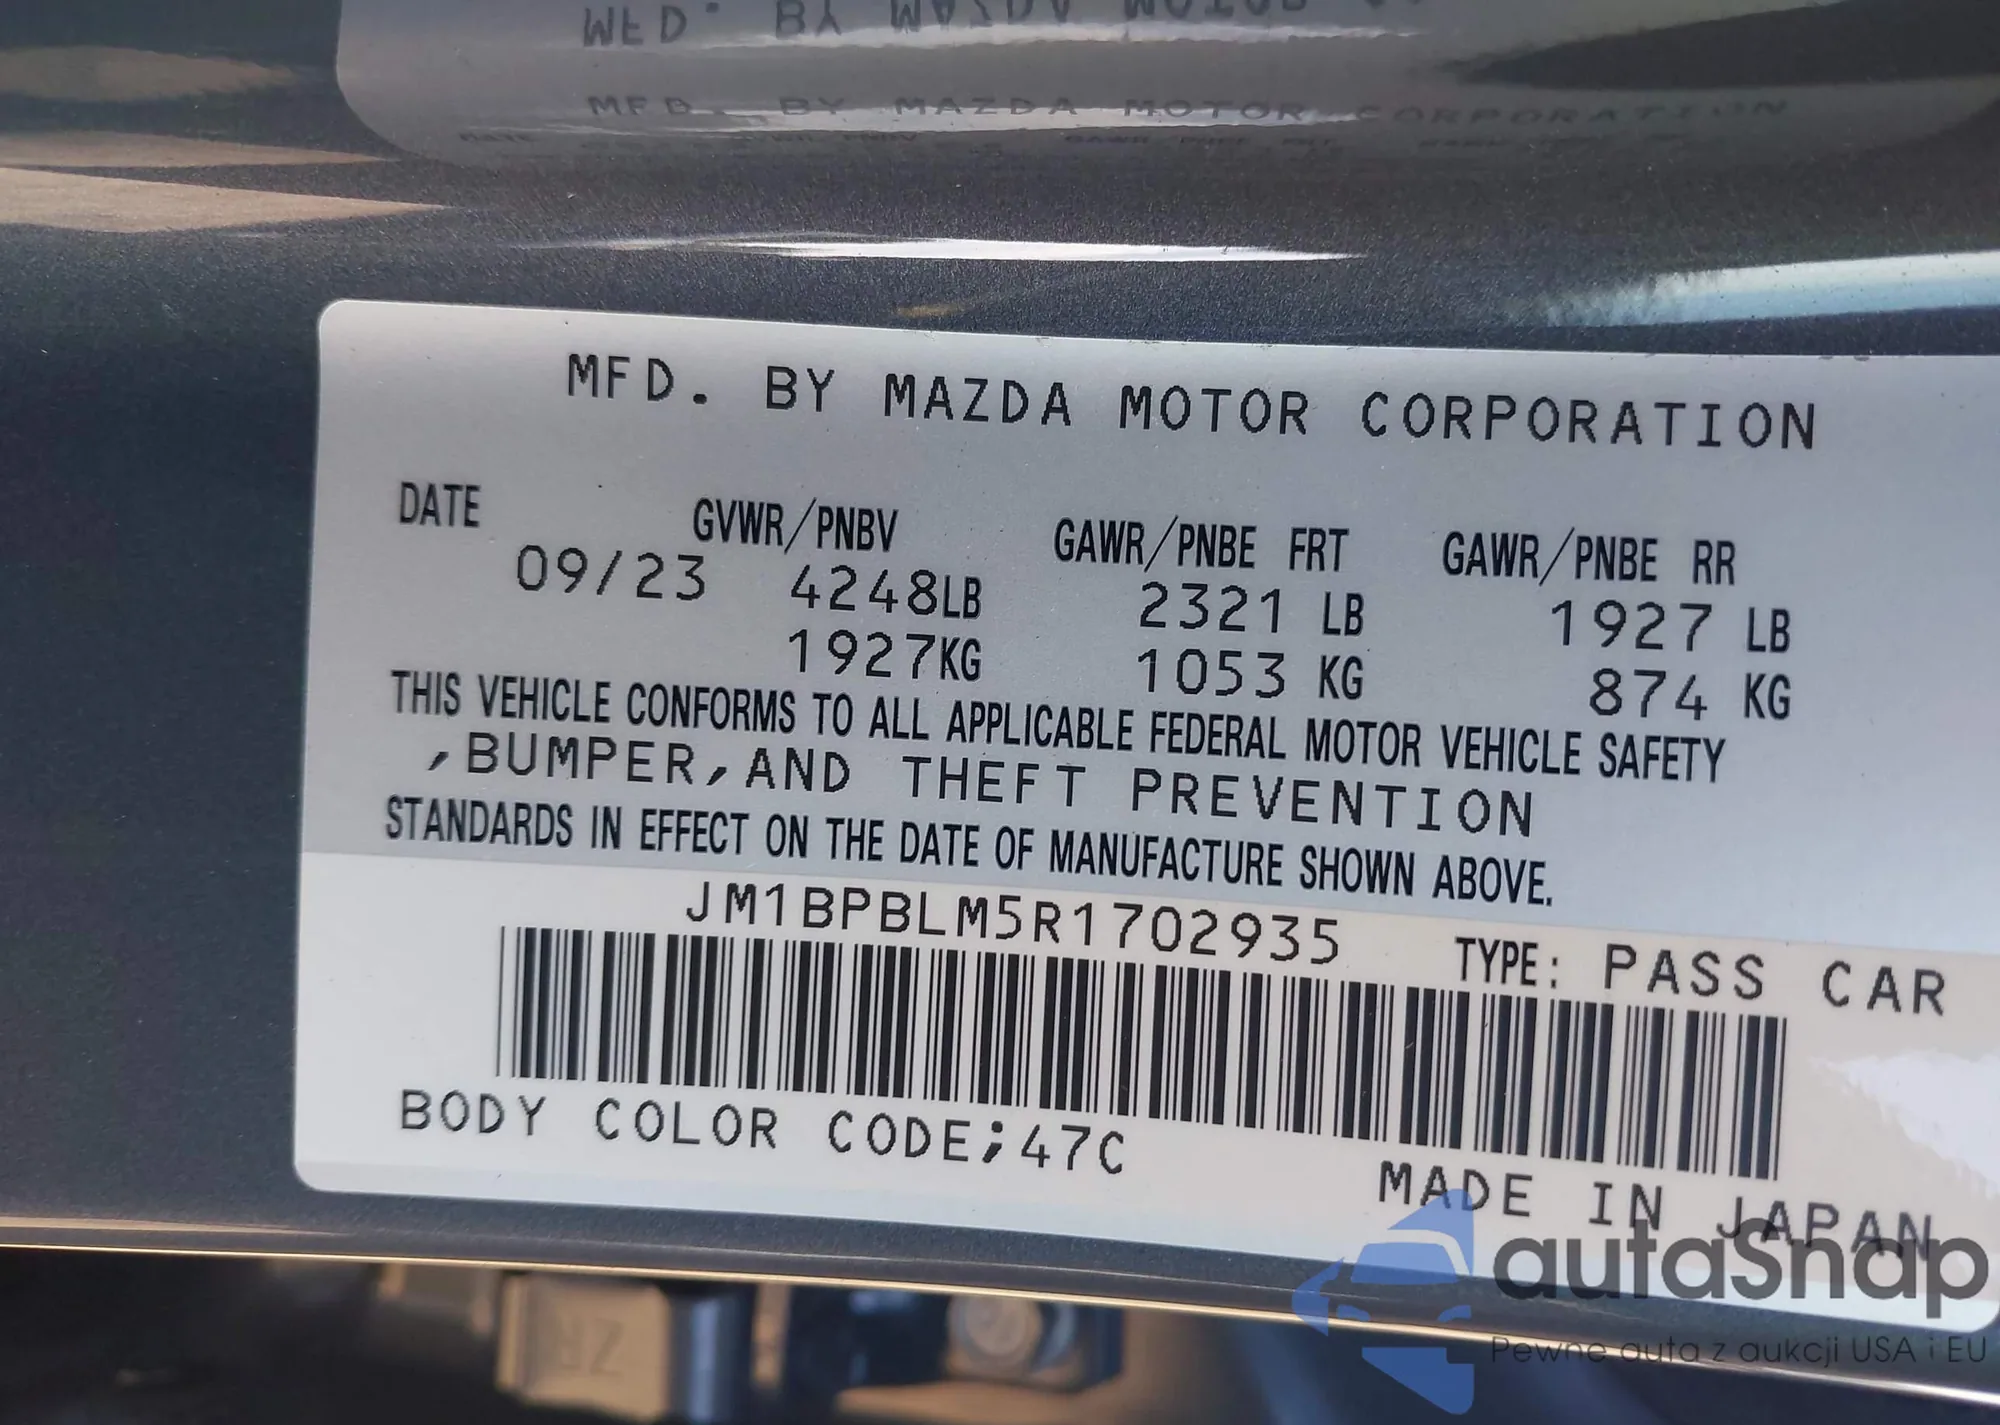 MFD. BY MAZDA MOTOR CORPORATION
MFD. BY MAZDA MOTOR CORPORATION
DATE GVWR/PNBV GAWR/PNBE FRT GAWR/PNBE RR
09/23 4248LB 2321 LB 1927 LB
1927KG 1053 KG 874 KG
THIS VEHICLE CONFORMS TO ALL APPLICABLE FEDERAL MOTOR VEHICLE SAFETY
,BUMPER,AND THEFT PREVENTION
STANDARDS IN EFFECT ON THE DATE OF MANUFACTURE SHOWN ABOVE.
JM1BPBLM5R1702935
TYPE: PASS CAR
BODY COLOR CODE;47C
MADE IN JAPAN
autaSnap
Pewne auta z aukcji USA i EU